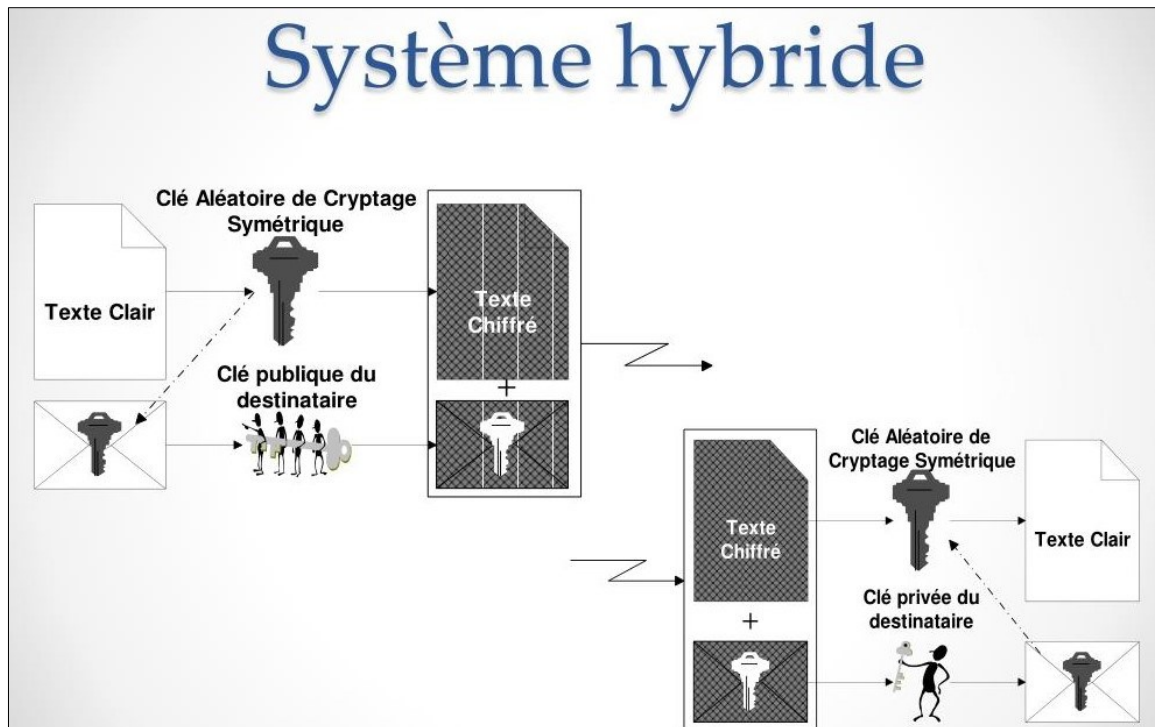 Système hybride
Clé Aléatoire de Cryptage
Symétrique
Texte Clair
Texte
Chiffré
Clé publique du
destinataire
+
Clé Aléatoire de
Cryptage Symétrique
Texte
Chiffré
Texte Clair
Clé privée du
destinataire
+